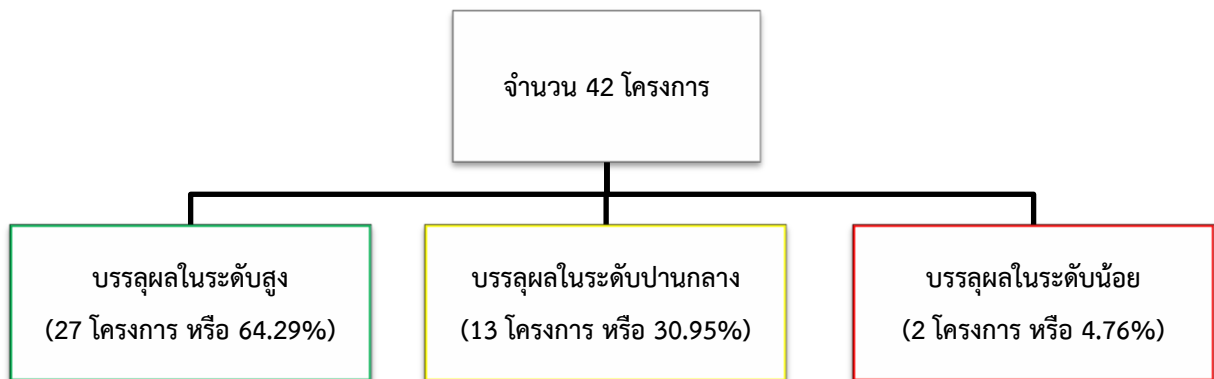 จำนวน 42 โครงการ
บรรลุผลในระดับสูง
(27 โครงการ หรือ 64.29%)
บรรลุผลในระดับปานกลาง
(13 โครงการ หรือ 30.95%)
บรรลุผลในระดับน้อย
(2 โครงการ หรือ 4.76%)